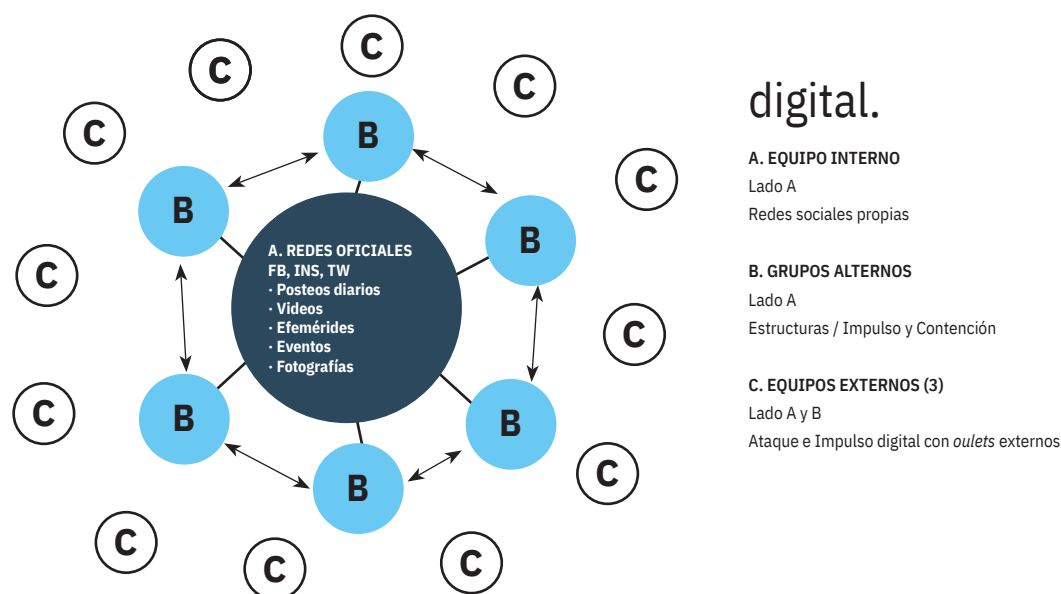 C
C
C
C
C
C
C
C
C
C
C
C
B
B
B
B
B
B
A. REDES OFICIALES
FB, INS, TW
· Posteos diarios
· Videos
· Efemérides
· Eventos
· Fotografías
digital.
A. EQUIPO INTERNO
Lado A
Redes sociales propias
B. GRUPOS ALTERNOS
Lado A
Estructuras / Impulso y Contención
C. EQUIPOS EXTERNOS (3)
Lado A y B
Ataque e Impulso digital con oulets externos